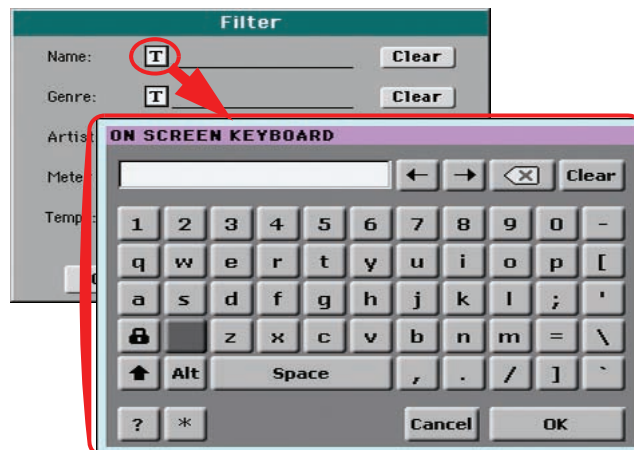 Filter
Name: T Clear
Genre: T Clear
Artist
Meter
Tempo:
ON SCREEN KEYBOARD
← → ⌫ Clear
1 2 3 4 5 6 7 8 9 0 -
q w e r t y u i o p [
a s d f g h j k l ; '
z x c v b n m = \
Alt Space , . / ] `
? * Cancel OK